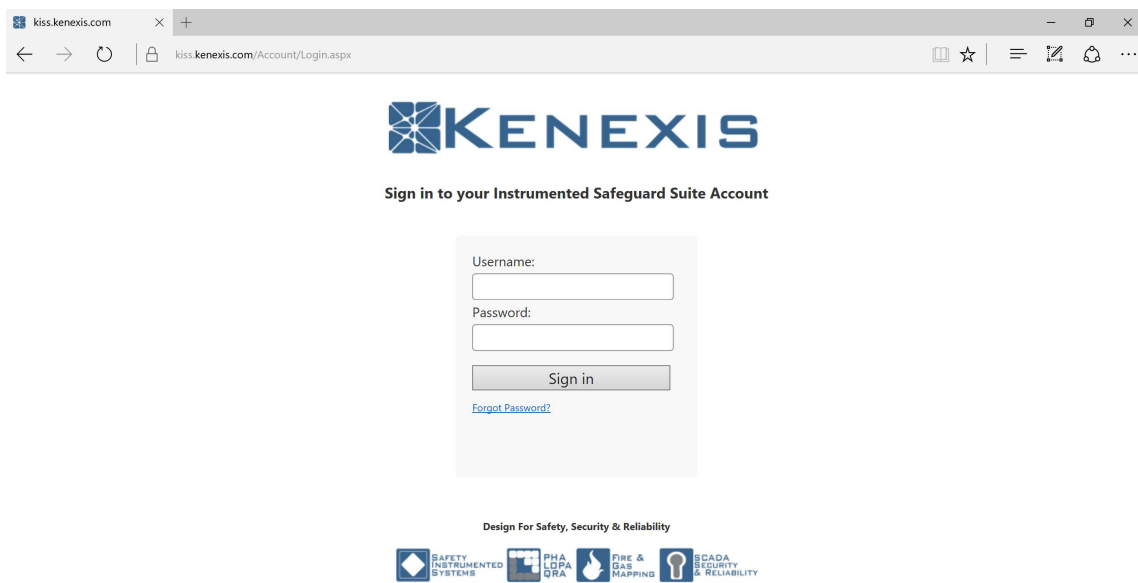 kiss.kenexis.com
kiss.kenexis.com/Account/Login.aspx
KENEXIS
Sign in to your Instrumented Safeguard Suite Account
Username:
Password:
Sign in
Forgot Password?
Design For Safety, Security & Reliability
SAFETY
INSTRUMENTED
SYSTEMS
PHA
LOPA
QRA
FIRE &
GAS
MAPPING
SCADA
SECURITY
& RELIABILITY